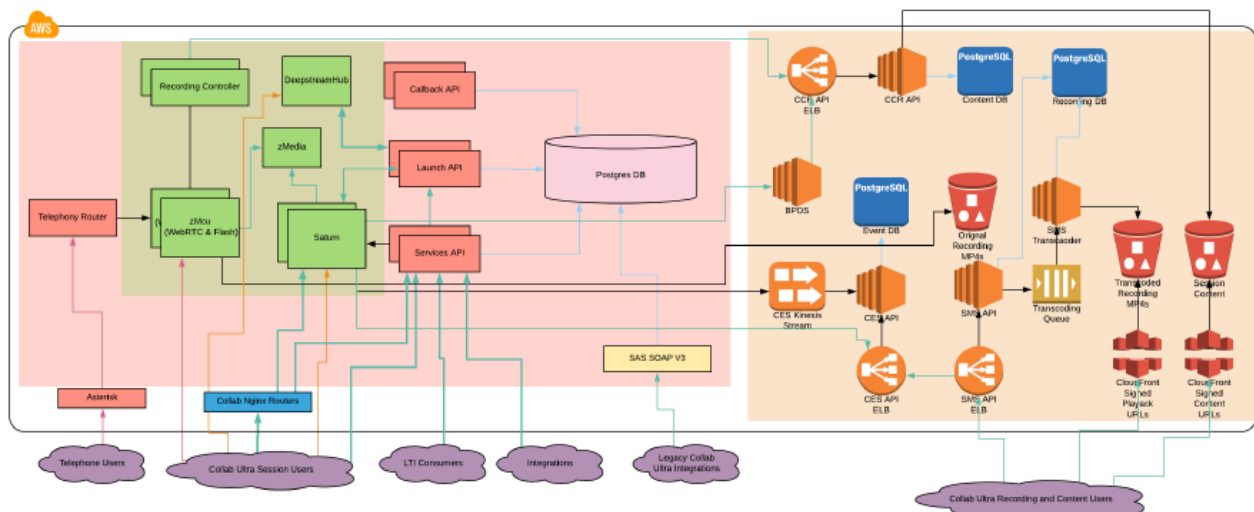 AWS
Recording Controller
DeepstreamHub
Callback API
zMedia
Launch API
Postgres DB
Telephony Router
zMcu
(WebRTC & Flash)
Saturn
Services API
SAS SOAP V3
Asterisk
Collab Nginx Routers
CCR API
ELB
CCR API
PostgreSQL
Content DB
PostgreSQL
Recording DB
BPDS
PostgreSQL
Event DB
Orignal
Recording
MP4s
SMS
Transcaoder
Transcoded
Recording
MP4s
Session
Content
CES Kinesis
Stream
CES API
SMS API
Transcoding
Queue
CES API
ELB
SMS API
ELB
CloudFront
Signed
Playback
URLs
CloudFront
Signed
Content
URLs
Telephone Users
Collab Ultra Session Users
LTI Consumers
Integrations
Legacy Collab
Ultra Integrations
Collab Ultra Recording and Content Users